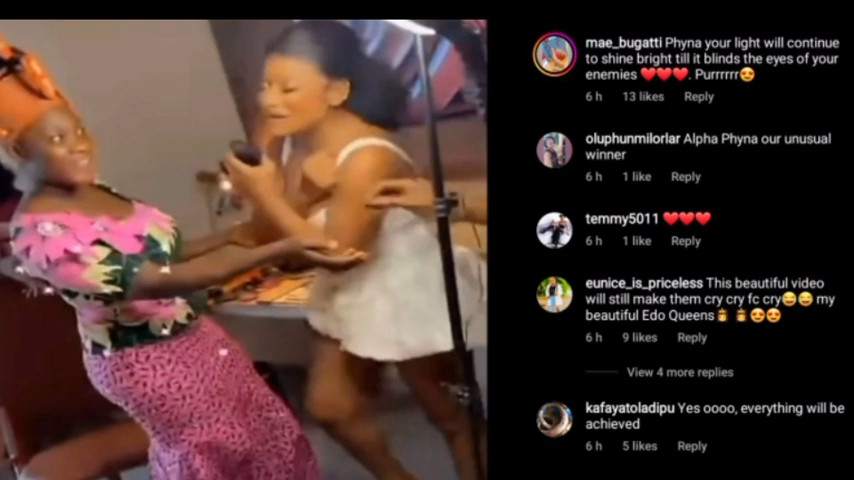 mae_bugatti Phyna your light will continue
to shine bright till it blinds the eyes of your
enemies ❤️❤️❤️. Purrrrrr😍
6 h 13 likes Reply
oluphunmilorlar Alpha Phyna our unusual
winner
6 h 1 like Reply
temmy5011 ❤️❤️❤️
6 h 1 like Reply
eunice_is_priceless This beautiful video
will still make them cry cry fc cry😂😂 my
beautiful Edo Queens👸👸😍😍
6 h 9 likes Reply
View 4 more replies
kafayatoladipu Yes oooo, everything will be
achieved
6 h 5 likes Reply